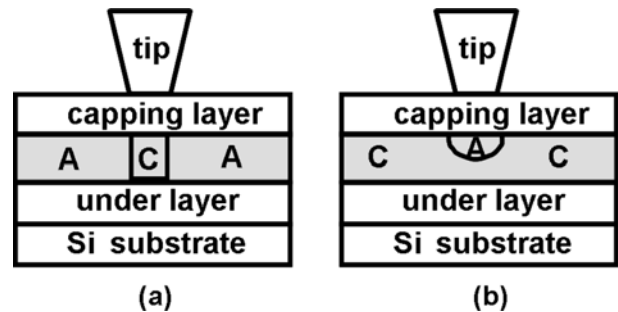 tip
capping layer
A C A
under layer
Si substrate
(a)
tip
capping layer
C A C
under layer
Si substrate
(b)